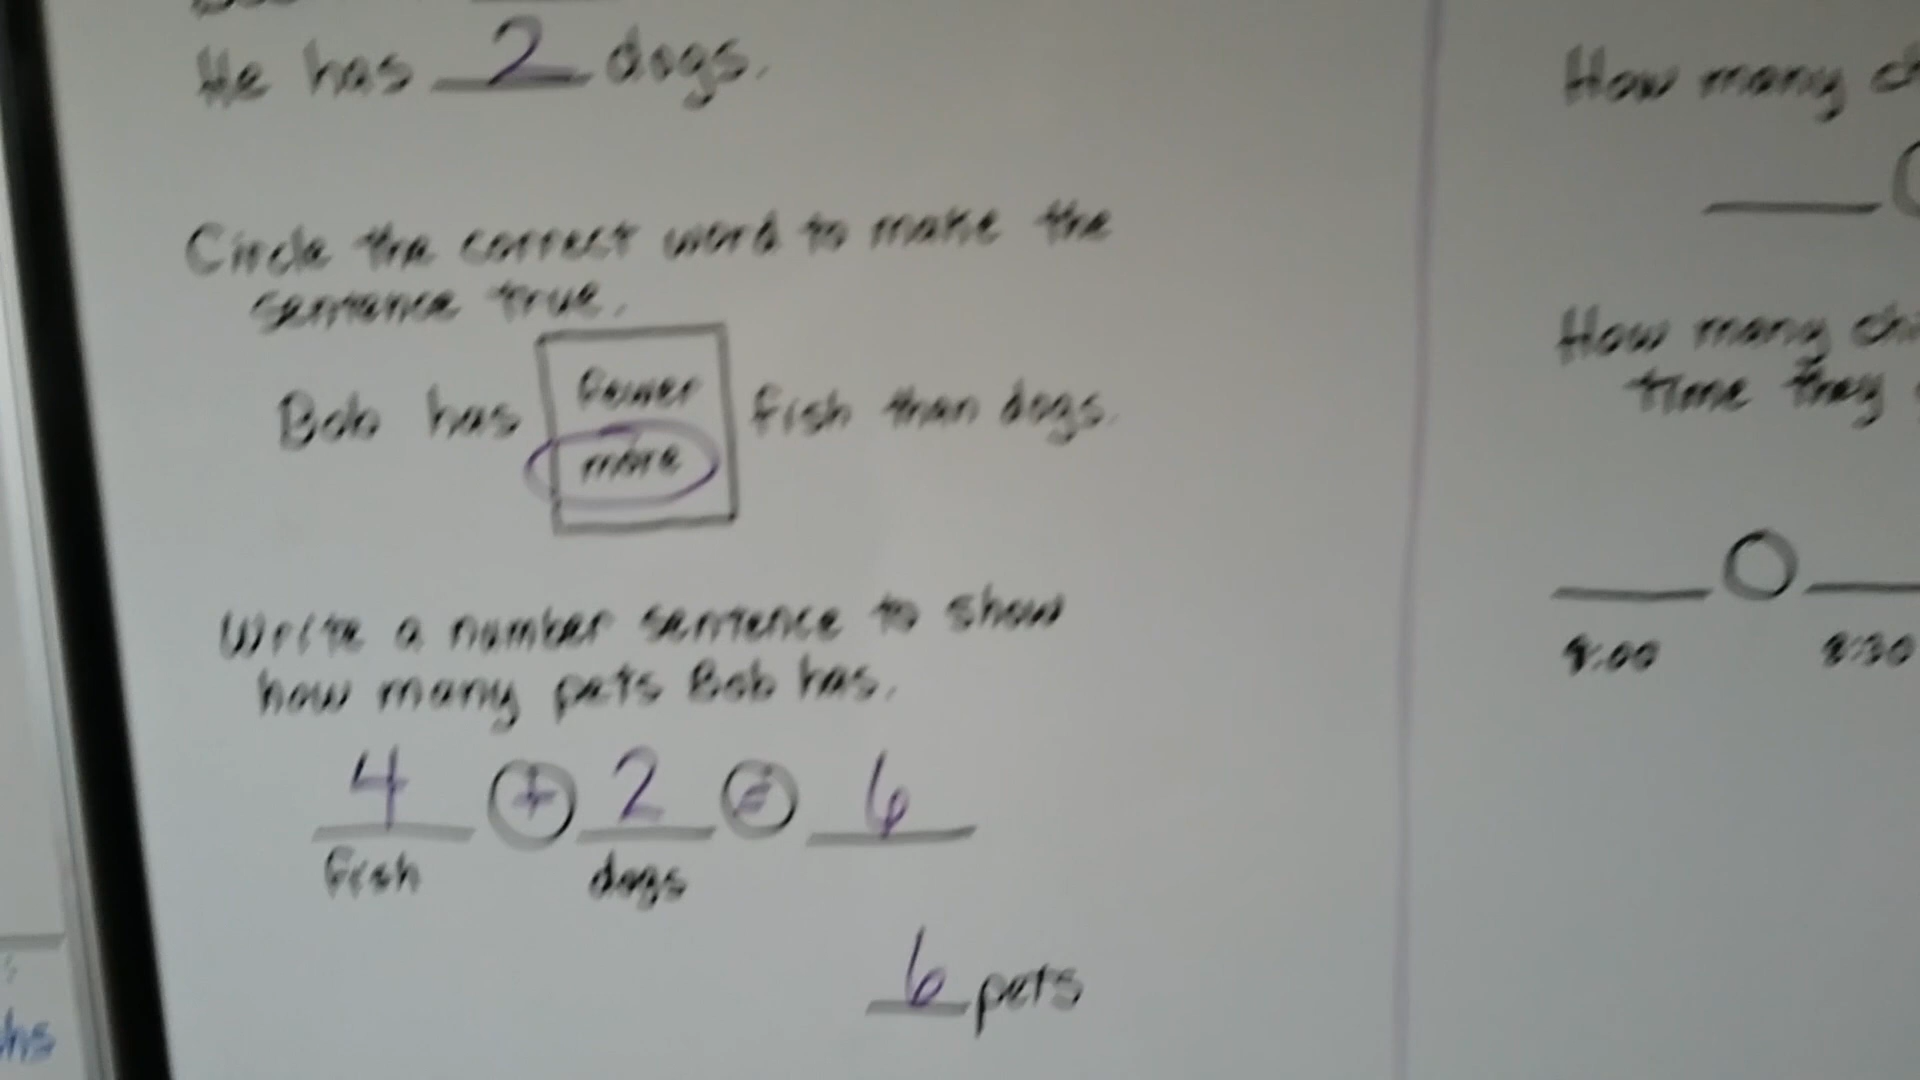 He has 2 dogs.
Circle the correct word to make the
sentence true.
fewer
Bob has fish than dogs.
more
Write a number sentence to show
how many pets Bob has.
4 + 2 = 6
fish dogs
6 pets
How many
How many
time they
8:00 8:30
hs